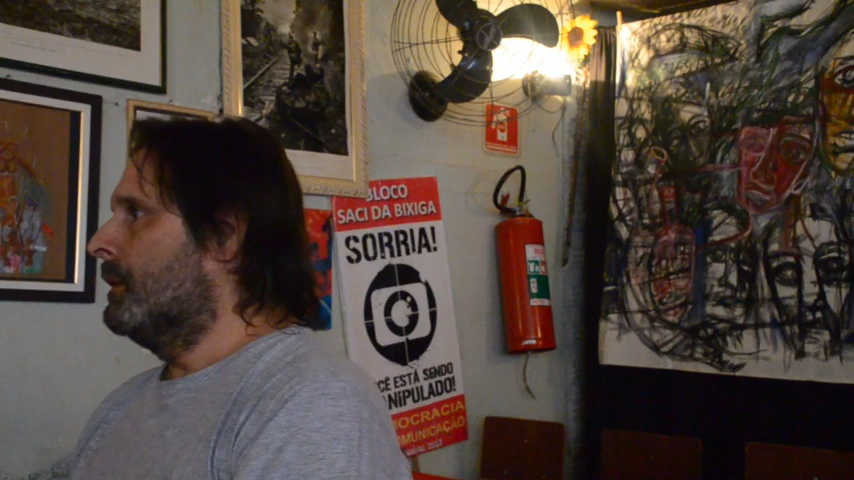 BLOCO
SACI DA BIXIGA
SORRIA!
CÊ ESTÁ SENDO
NIPULADO!
MOCRACIA
MUNICAÇÃO